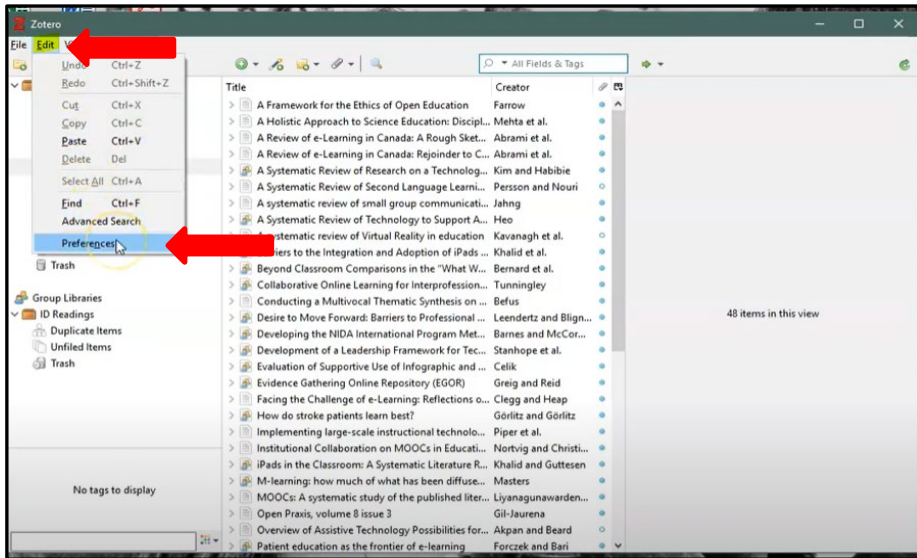 Zotero
File Edit V
Undo Ctrl+Z
Redo Ctrl+Shift+Z
Cut Ctrl+X
Copy Ctrl+C
Paste Ctrl+V
Delete Del
Select All Ctrl+A
Find Ctrl+F
Advanced Search
Preferences
Trash
Group Libraries
ID Readings
Duplicate Items
Unfiled Items
Trash
No tags to display
All Fields & Tags
Title Creator
A Framework for the Ethics of Open Education Farrow
A Holistic Approach to Science Education: Discipl... Mehta et al.
A Review of e-Learning in Canada: A Rough Sket... Abrami et al.
A Review of e-Learning in Canada: Rejoinder to C... Abrami et al.
A Systematic Review of Research on a Technolog... Kim and Habibie
A Systematic Review of Second Language Learni... Persson and Nouri
A systematic review of small group communicati... Jahng
A Systematic Review of Technology to Support A... Heo
ystematic review of Virtual Reality in education Kavanagh et al.
iers to the Integration and Adoption of iPads ... Khalid et al.
Beyond Classroom Comparisons in the "What W... Bernard et al.
Collaborative Online Learning for Interprofession... Tunningley
Conducting a Multivocal Thematic Synthesis on ... Befus
Desire to Move Forward: Barriers to Professional ... Leendertz and Blign...
Developing the NIDA International Program Met... Barnes and McCor...
Development of a Leadership Framework for Tec... Stanhope et al.
Evaluation of Supportive Use of Infographic and ... Celik
Evidence Gathering Online Repository (EGOR) Greig and Reid
Facing the Challenge of e-Learning: Reflections o... Clegg and Heap
How do stroke patients learn best? Görlitz and Görlitz
Implementing large-scale instructional technolo... Piper et al.
Institutional Collaboration on MOOCs in Educati... Nortvig and Christi...
iPads in the Classroom: A Systematic Literature R... Khalid and Guttesen
M-learning: how much of what has been diffuse... Masters
MOOCs: A systematic study of the published liter... Liyanagunawarden...
Open Praxis, volume 8 issue 3 Gil-Jaurena
Overview of Assistive Technology Possibilities for... Akpan and Beard
Patient education as the frontier of e-learning Forczek and Bari
48 items in this view